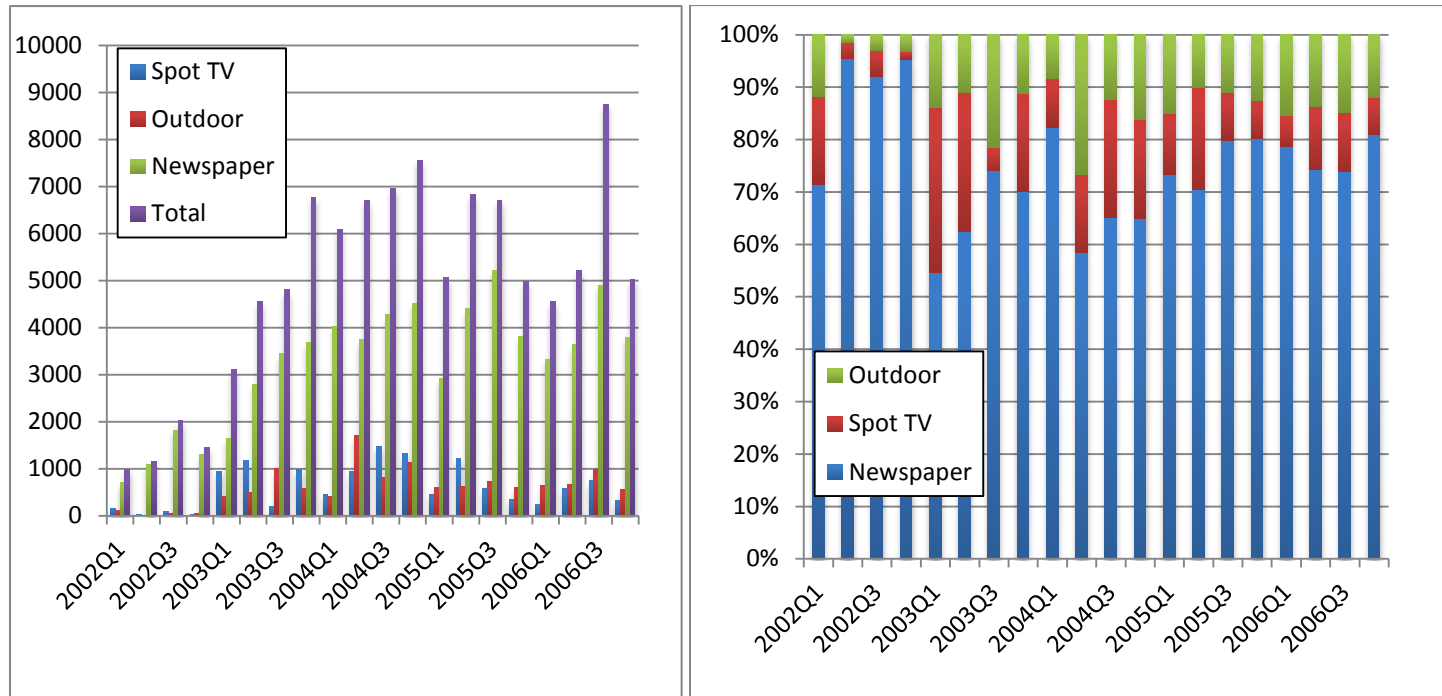 10000
9000
8000
7000
6000
5000
4000
3000
2000
1000
0
Spot TV
Outdoor
Newspaper
Total
2002Q1
2002Q3
2003Q1
2003Q3
2004Q1
2004Q3
2005Q1
2005Q3
2006Q1
2006Q3
100%
90%
80%
70%
60%
50%
40%
30%
20%
10%
0%
Outdoor
Spot TV
Newspaper
2002Q1
2002Q3
2003Q1
2003Q3
2004Q1
2004Q3
2005Q1
2005Q3
2006Q1
2006Q3